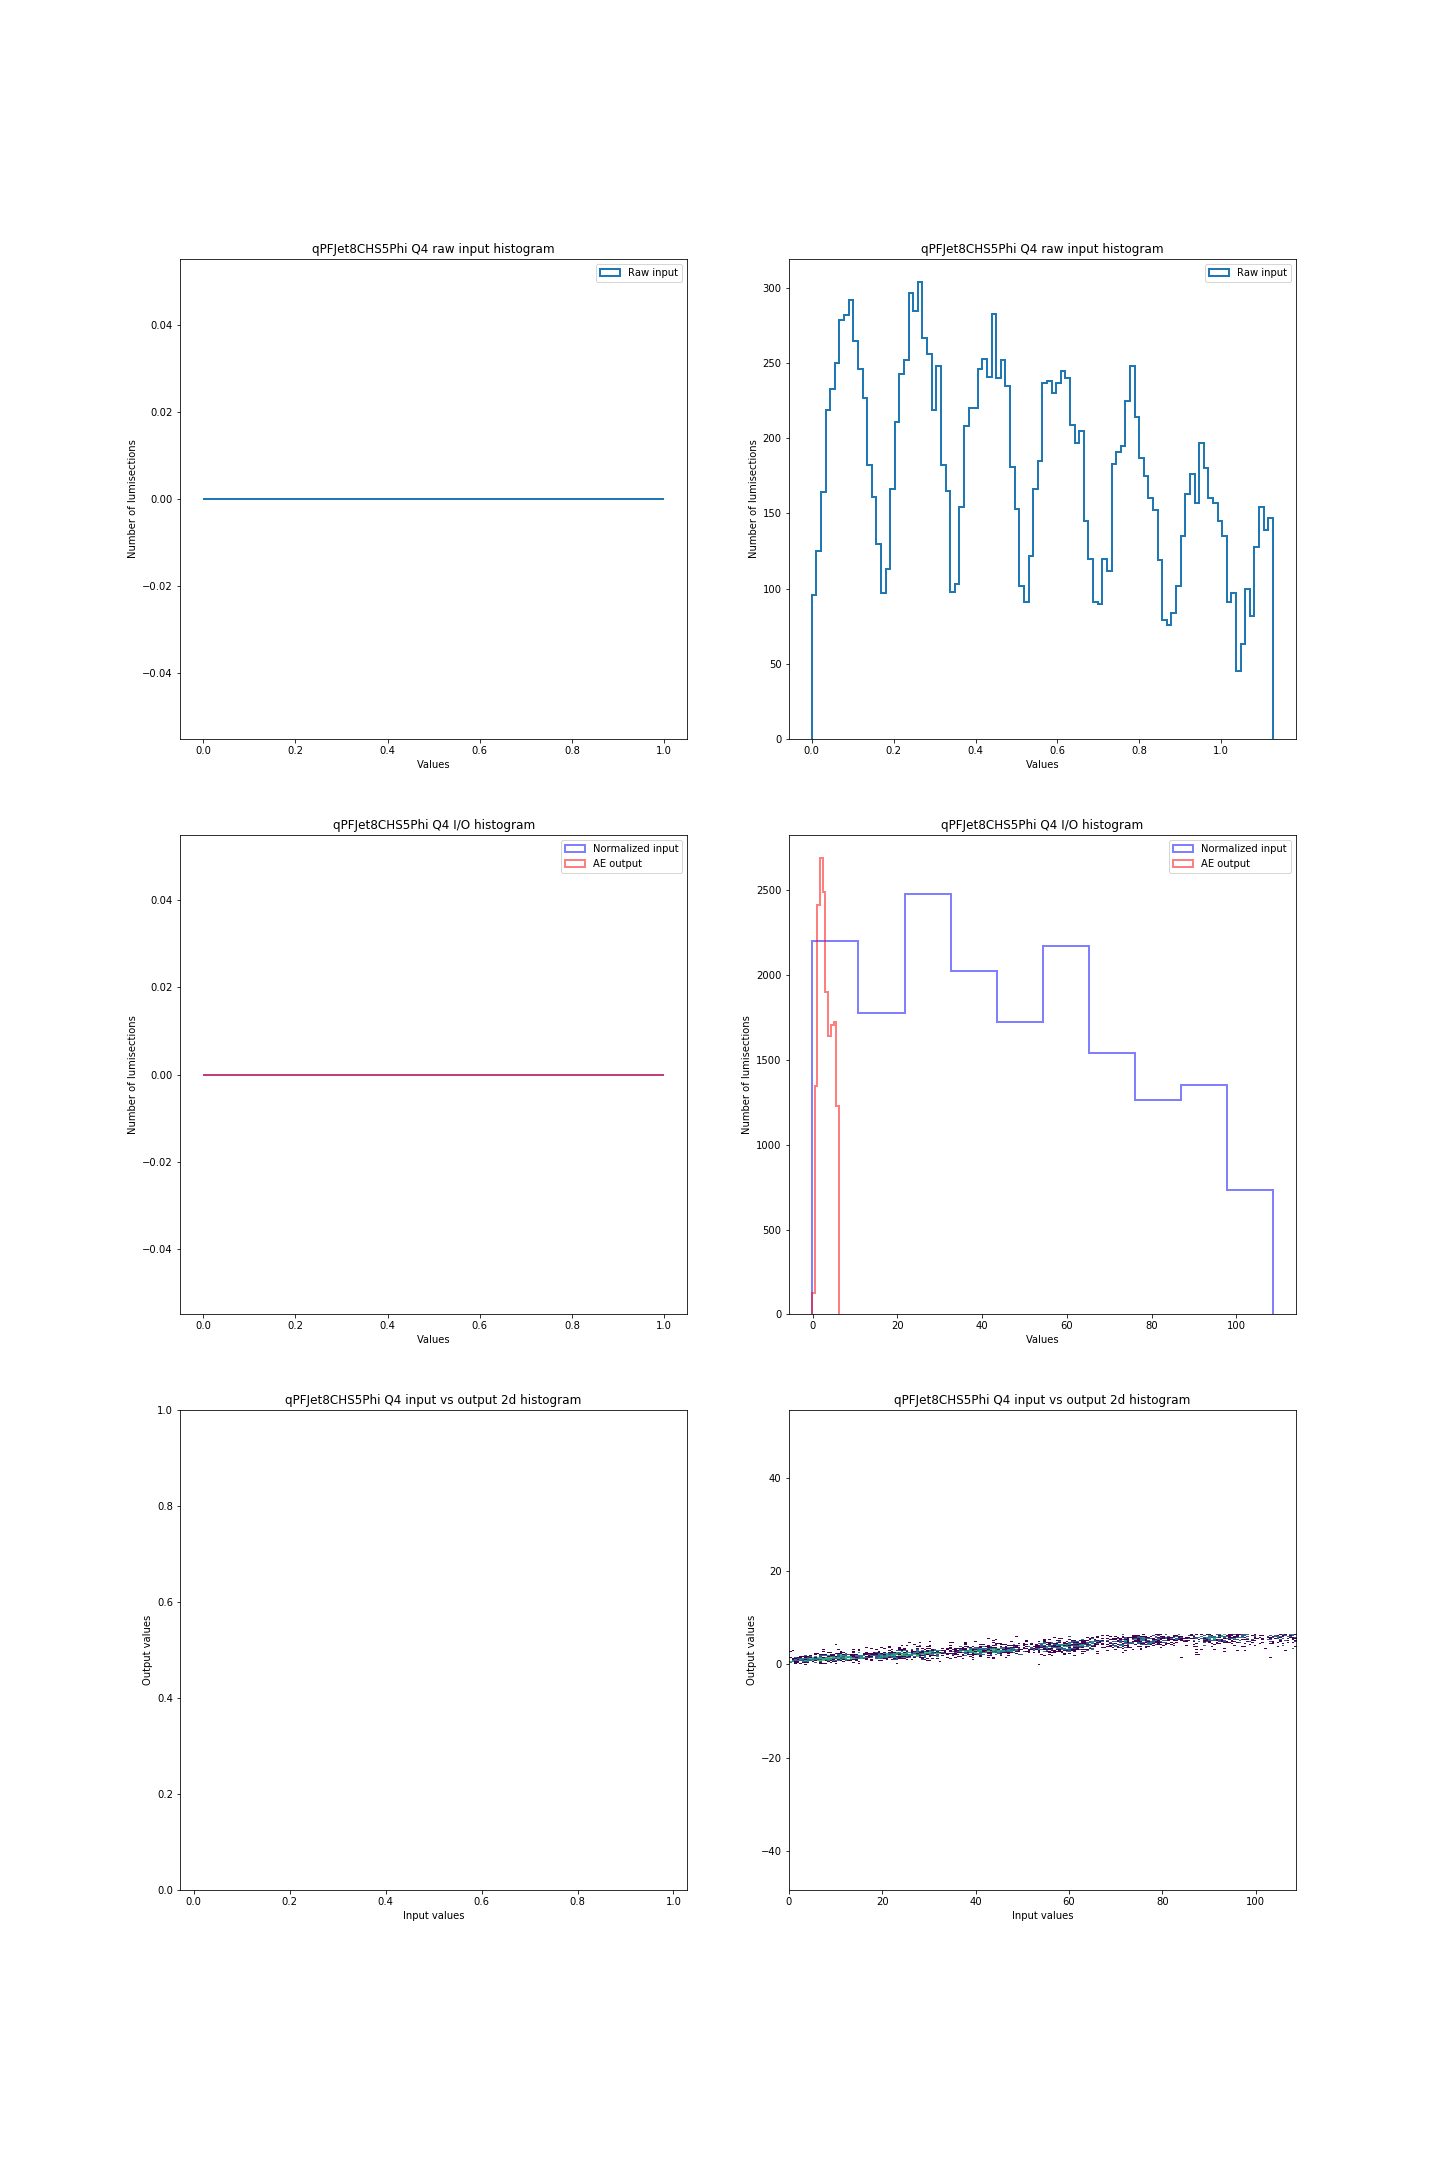 qPFJet8CHS5Phi Q4 raw input histogram
Raw input
0.04
0.02
0.00
−0.02
−0.04
Number of lumisections
0.0 0.2 0.4 0.6 0.8 1.0
Values
qPFJet8CHS5Phi Q4 raw input histogram
Raw input
300
250
200
150
100
50
0
Number of lumisections
0.0 0.2 0.4 0.6 0.8 1.0
Values
qPFJet8CHS5Phi Q4 I/O histogram
Normalized input
AE output
0.04
0.02
0.00
−0.02
−0.04
Number of lumisections
0.0 0.2 0.4 0.6 0.8 1.0
Values
qPFJet8CHS5Phi Q4 I/O histogram
Normalized input
AE output
2500
2000
1500
1000
500
0
Number of lumisections
0 20 40 60 80 100
Values
qPFJet8CHS5Phi Q4 input vs output 2d histogram
1.0
0.8
0.6
0.4
0.2
0.0
Output values
0.0 0.2 0.4 0.6 0.8 1.0
Input values
qPFJet8CHS5Phi Q4 input vs output 2d histogram
40
20
0
−20
−40
Output values
0 20 40 60 80 100
Input values